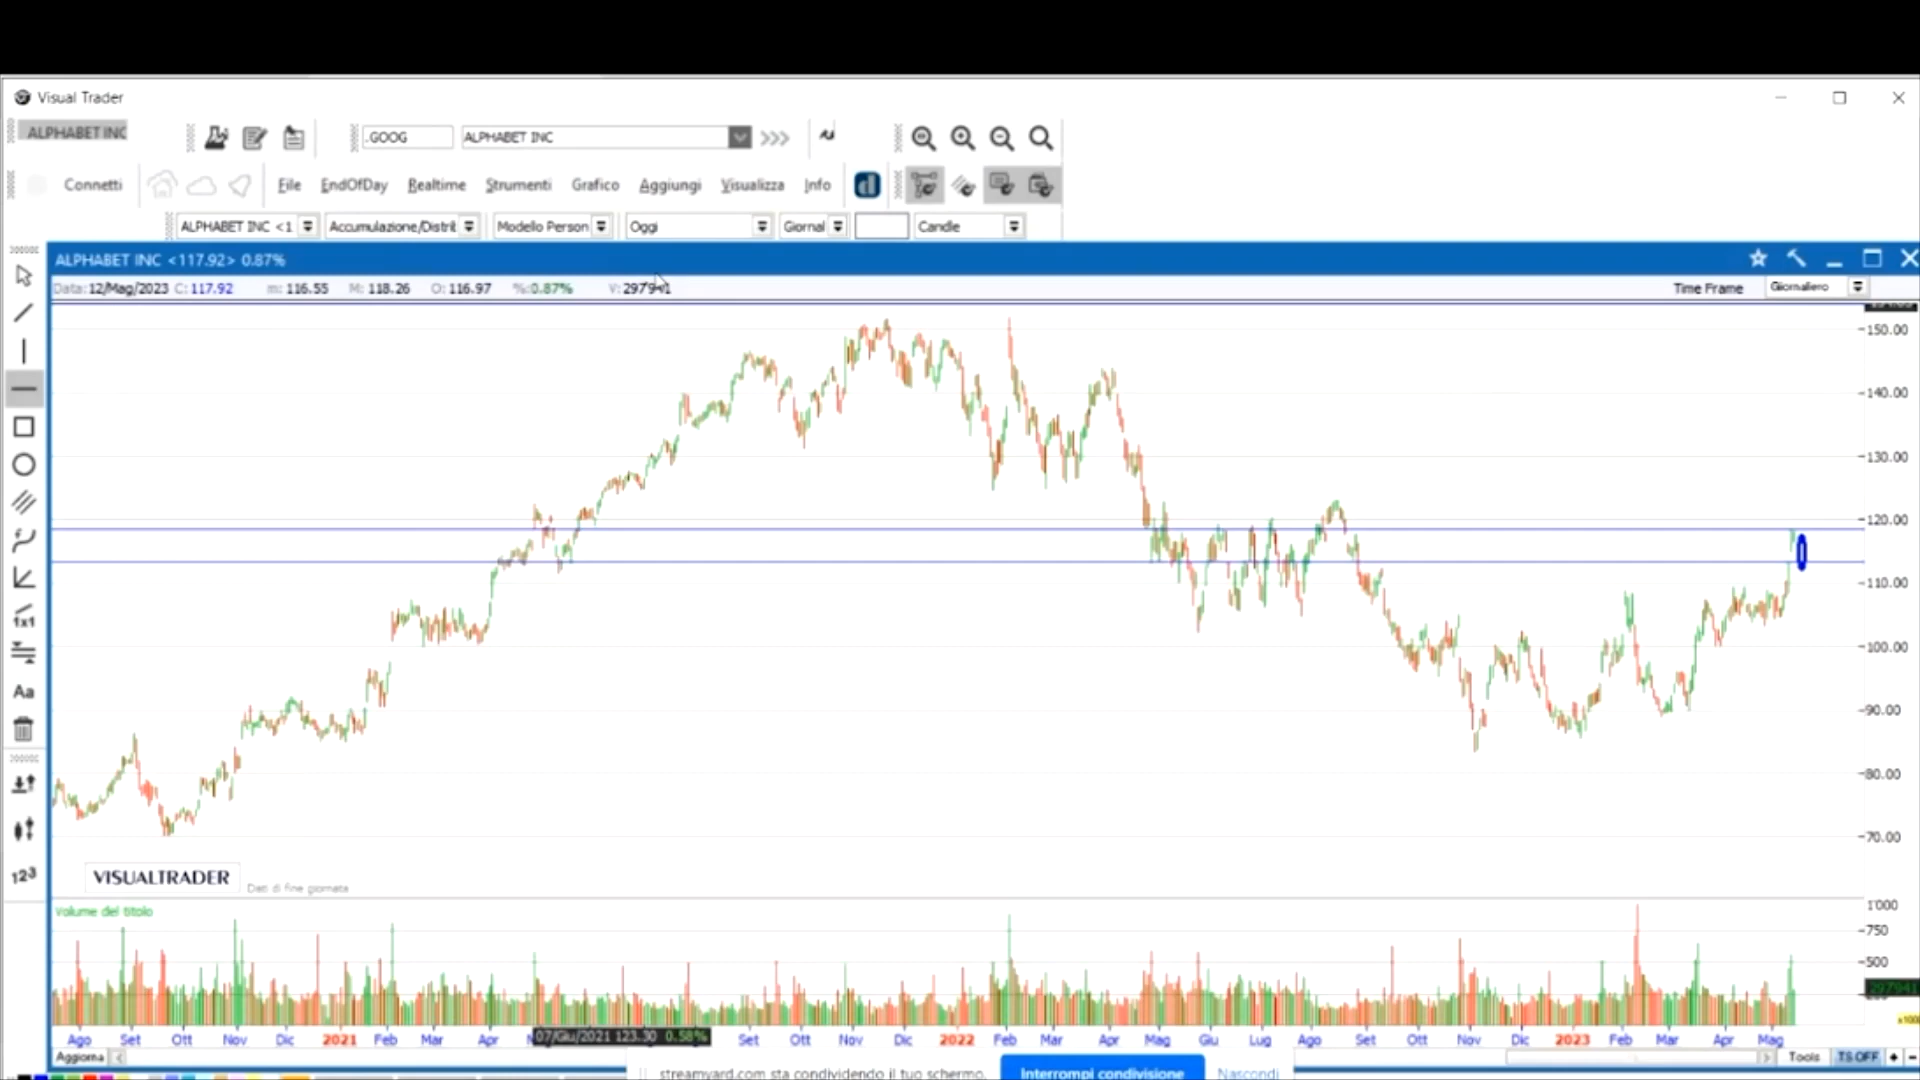 Visual Trader
ALPHABET INC
.GOOG ALPHABET INC
Connetti File EndOfDay Realtime Strumenti Grafico Aggiungi Visualizza Info
ALPHABET INC <1 Accumulazione/Distrib Modello Person Oggi Giornal Candle
ALPHABET INC <117.92> 0.87%
Data: 12/Mag/2023 C: 117.92 m: 116.55 M: 118.26 O: 116.97 %: 0.87% V: 297941
Time Frame Giornaliero
150.00
140.00
130.00
120.00
110.00
100.00
90.00
80.00
70.00
1x1
Aa
123
VISUALTRADER
Dati di fine giornata
Volume del titolo
1'000
750
500
297941
x1000
Ago Set Ott Nov Dic 2021 Feb Mar Apr 07/Giu/2021 123.30 0.58% Set Ott Nov Dic 2022 Feb Mar Apr Mag Giu Lug Ago Set Ott Nov Dic 2023 Feb Mar Apr Mag
Aggiorna Tools TS OFF
streamyard.com sta condividendo il tuo schermo. Interrompi condivisione Nascondi